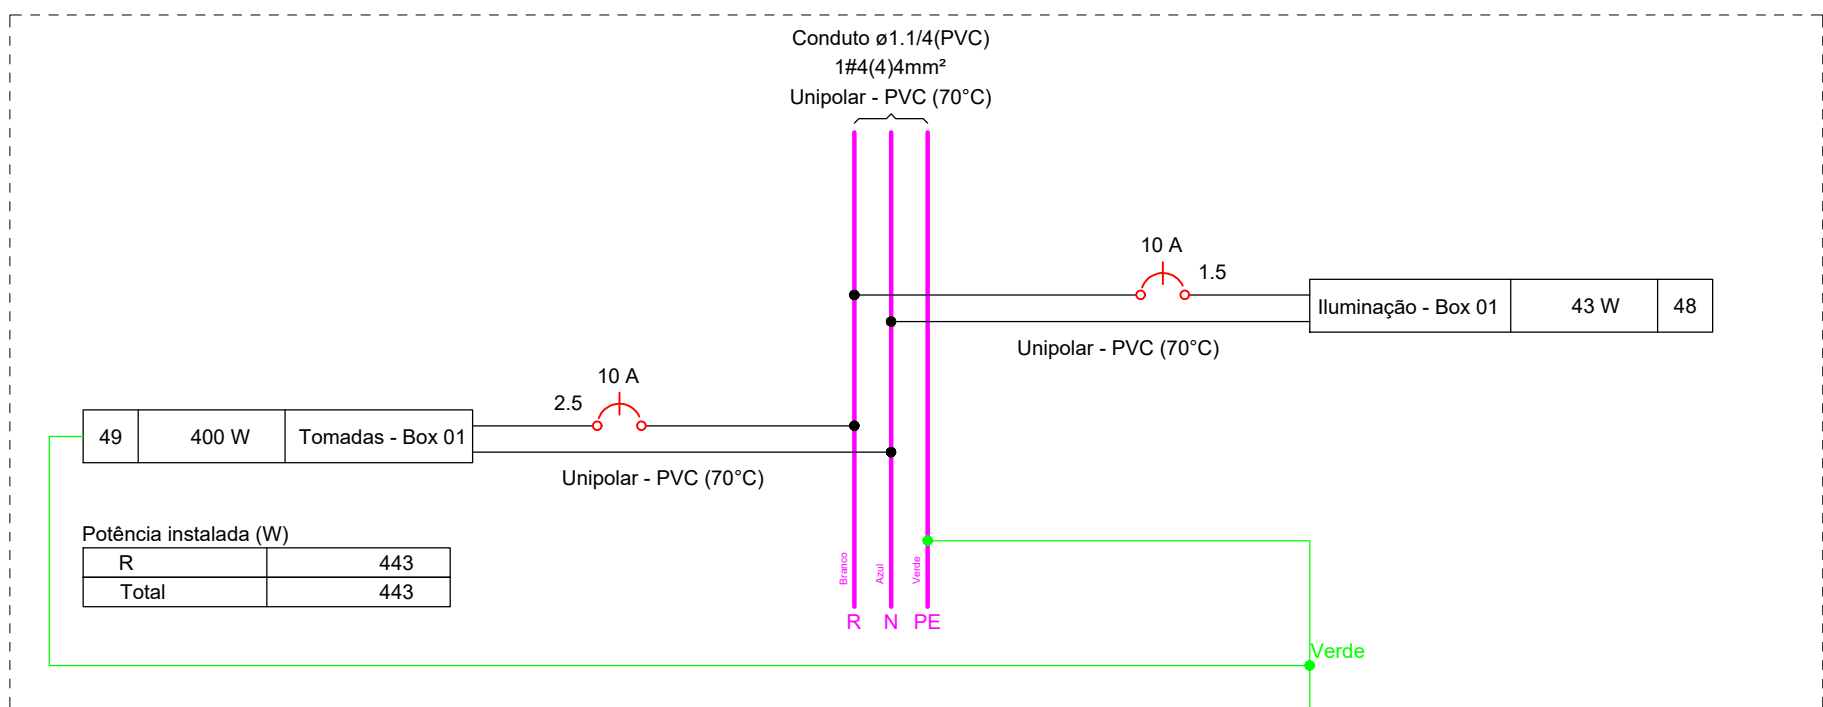 Conduto ø1.1/4(PVC)
1#4(4)4mm²
Unipolar - PVC (70°C)
10 A
1.5
Iluminação - Box 01 43 W 48
Unipolar - PVC (70°C)
10 A
2.5
49 400 W Tomadas - Box 01
Unipolar - PVC (70°C)
Potência instalada (W)
R 443
Total 443
Branco
Azul
Verde
R N PE
Verde